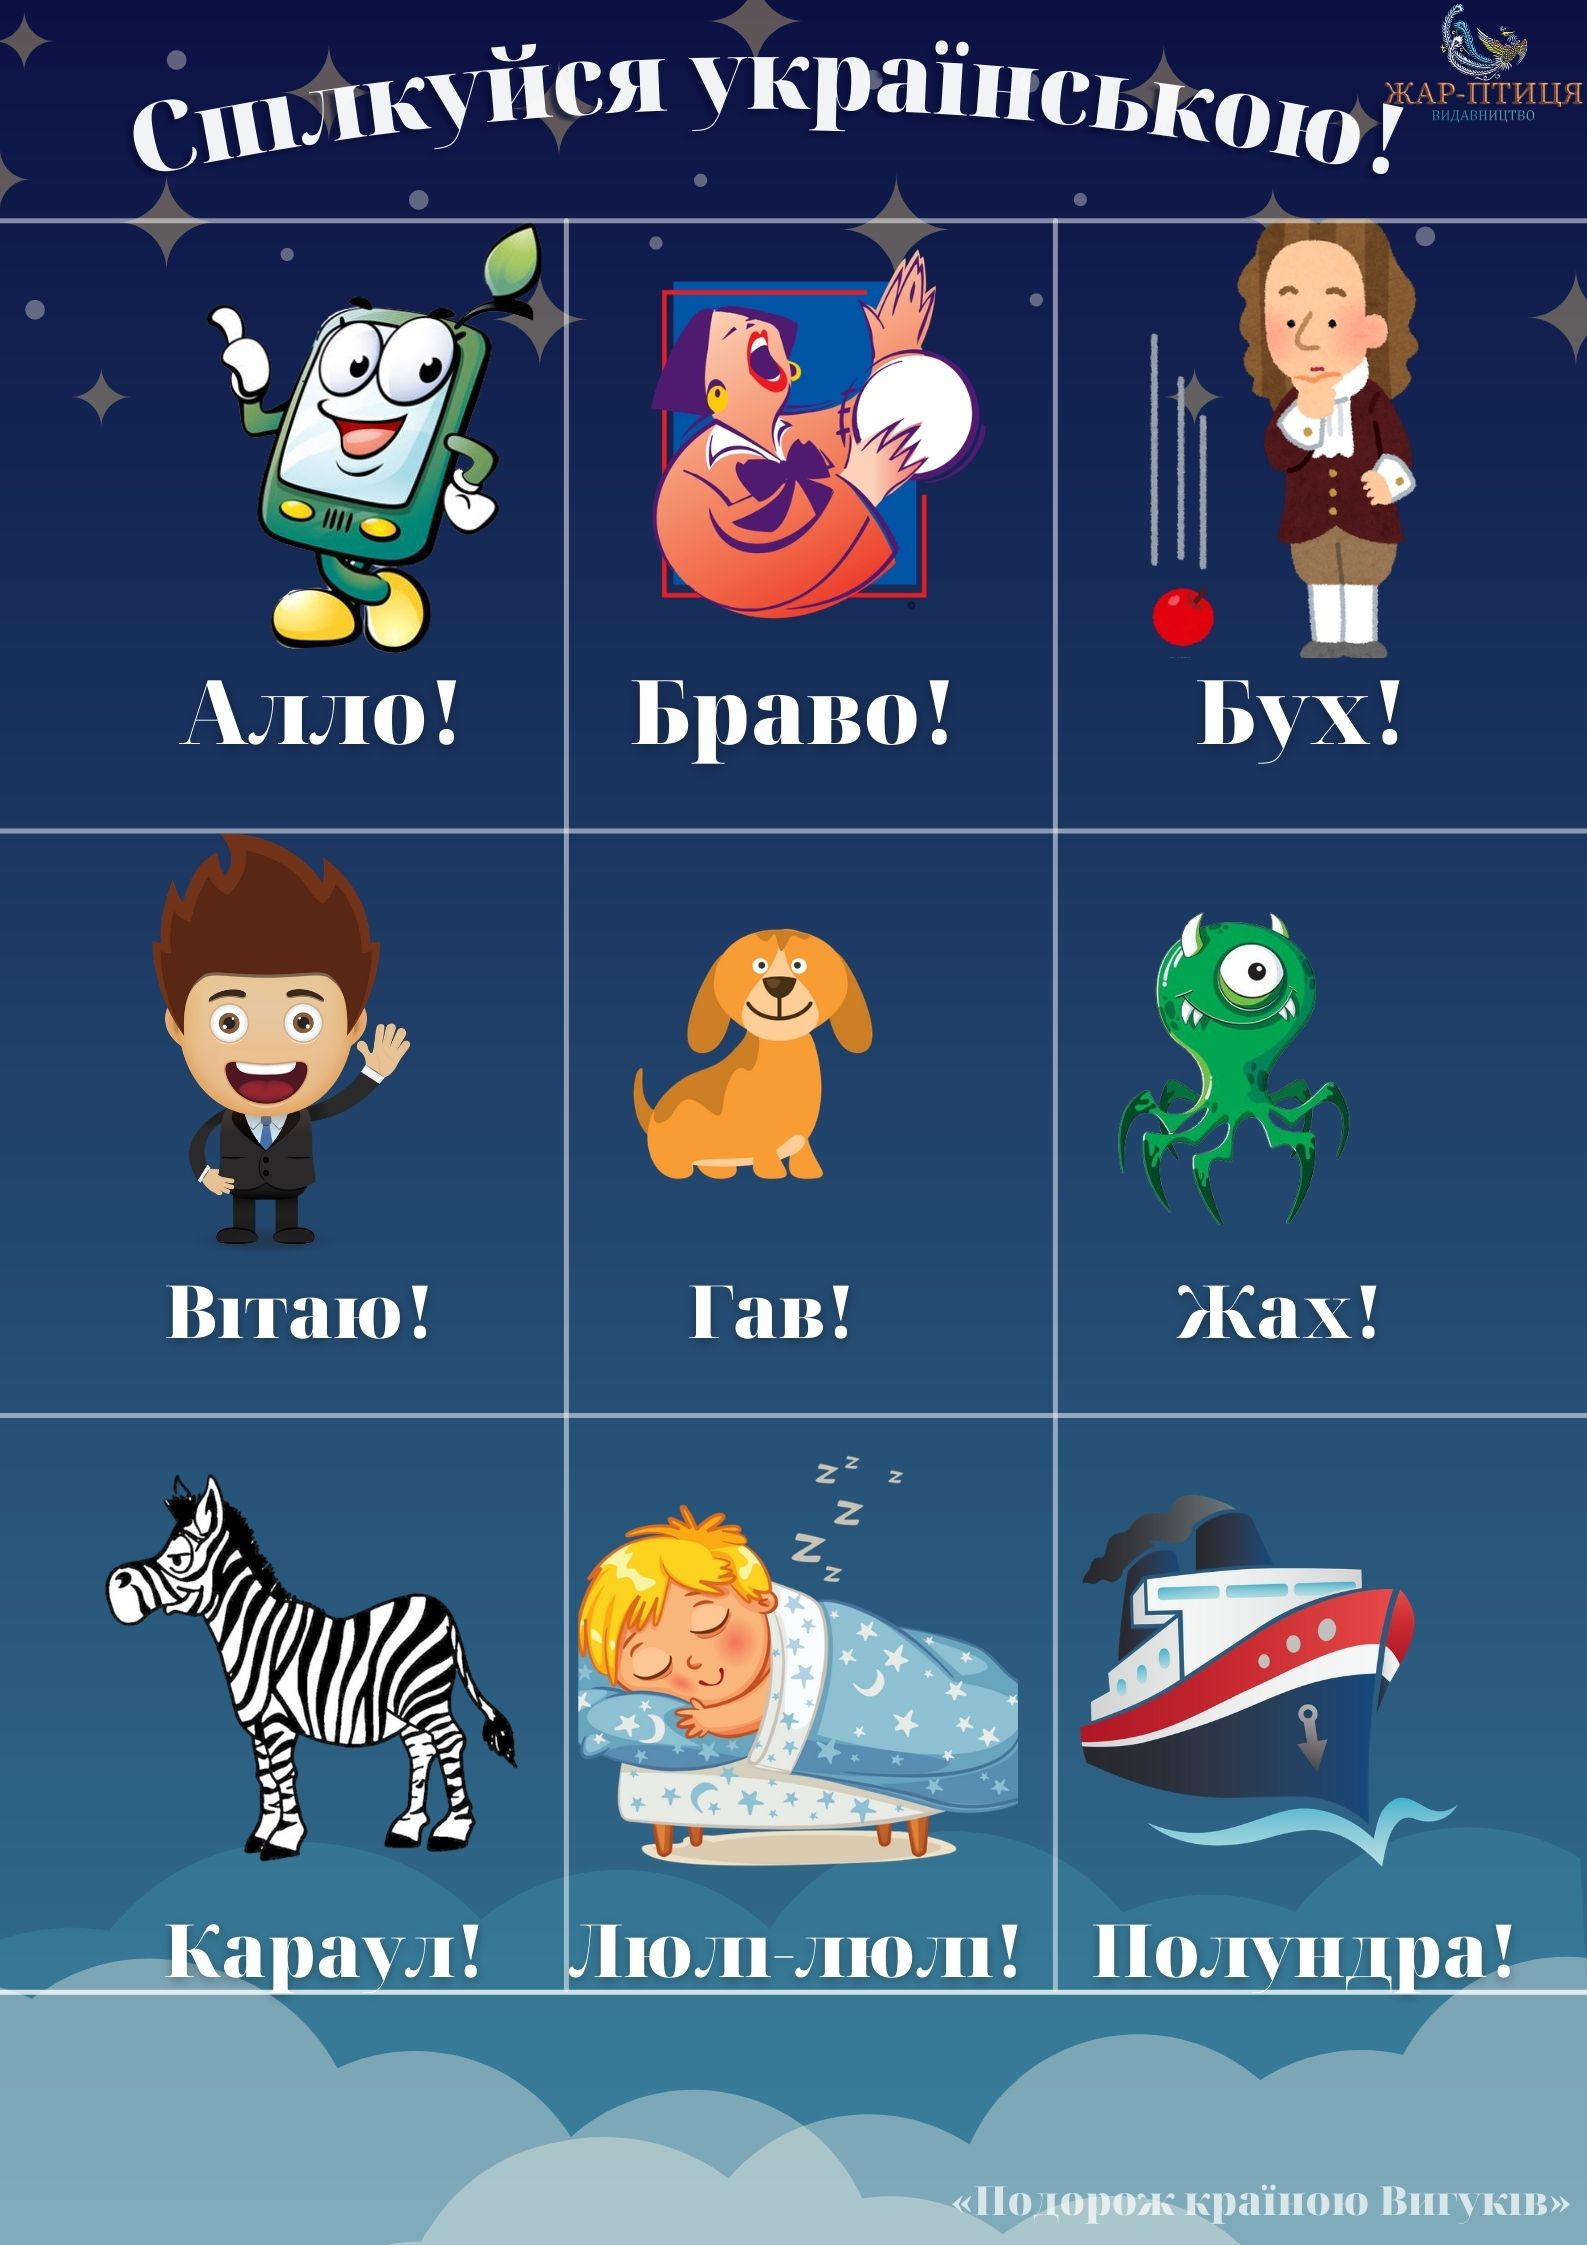 Спілкуйся українською!
ЖАР-ПТИЦЯ
ВИДАВНИЦТВО
Алло!
Браво!
Бух!
Вітаю!
Гав!
Жах!
Караул!
Люлі-люлі!
Полундра!
«Подорож країною Вигуків»